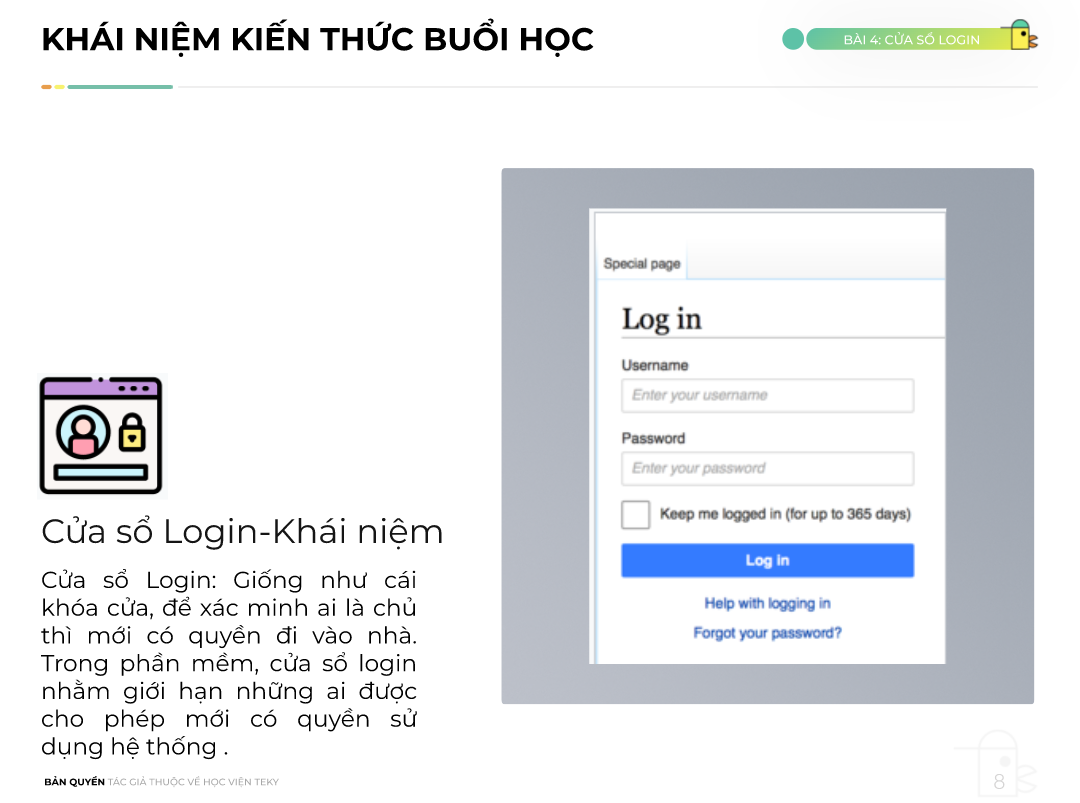 KHÁI NIỆM KIẾN THỨC BUỔI HỌC
BÀI 4: CỬA SỔ LOGIN
Special page
Log in
Username
Enter your username
Password
Enter your password
Keep me logged in (for up to 365 days)
Log in
Help with logging in
Forgot your password?
Cửa sổ Login-Khái niệm
Cửa sổ Login: Giống như cái
khóa cửa, để xác minh ai là chủ
thì mới có quyền đi vào nhà.
Trong phần mềm, cửa sổ login
nhằm giới hạn những ai được
cho phép mới có quyền sử
dụng hệ thống .
BẢN QUYỀN TÁC GIẢ THUỘC VỀ HỌC VIỆN TEKY
8